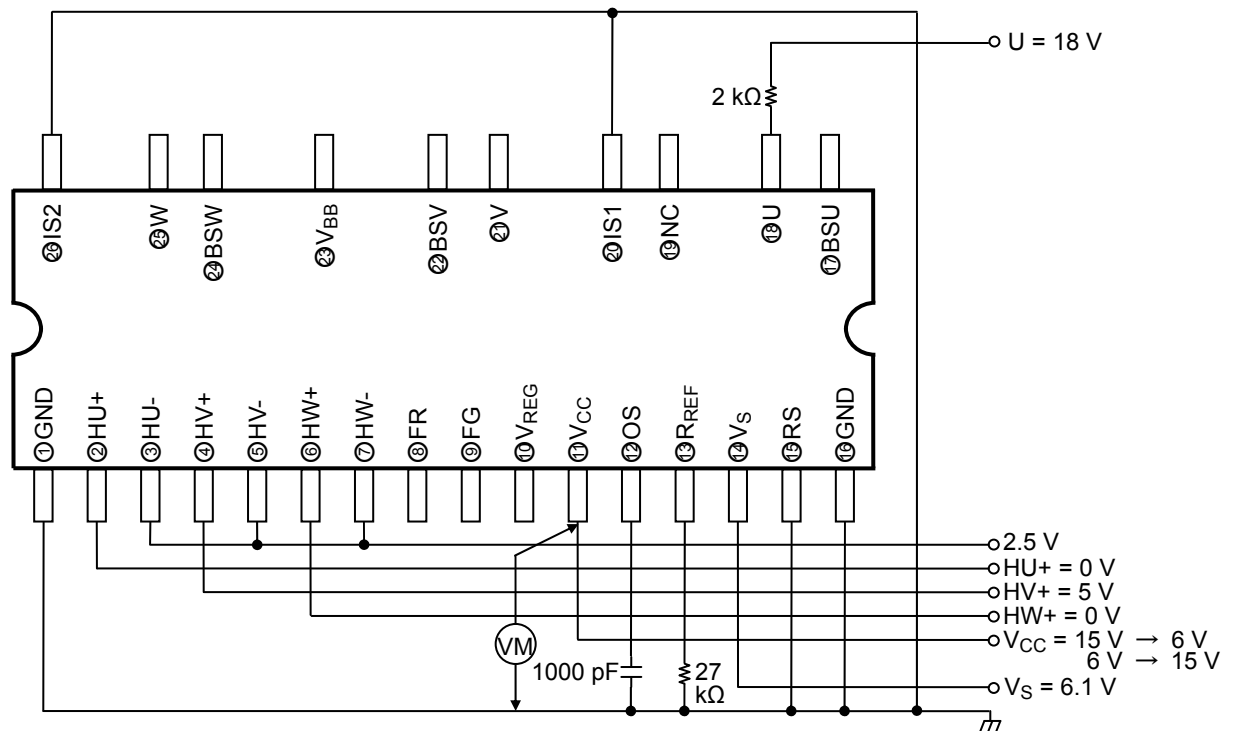 U = 18 V
2 kΩ
㉖IS2
㉕W
㉔BSW
㉓VBB
㉒BSV
㉑V
⑳IS1
⑲NC
⑱U
⑰BSU
①GND
②HU+
③HU-
④HV+
⑤HV-
⑥HW+
⑦HW-
⑧FR
⑨FG
⑩VREG
⑪VCC
⑫OS
⑬RREF
⑭VS
⑮RS
⑯GND
2.5 V
HU+ = 0 V
HV+ = 5 V
HW+ = 0 V
VCC = 15 V → 6 V
6 V → 15 V
VS = 6.1 V
VM
1000 pF
27
kΩ